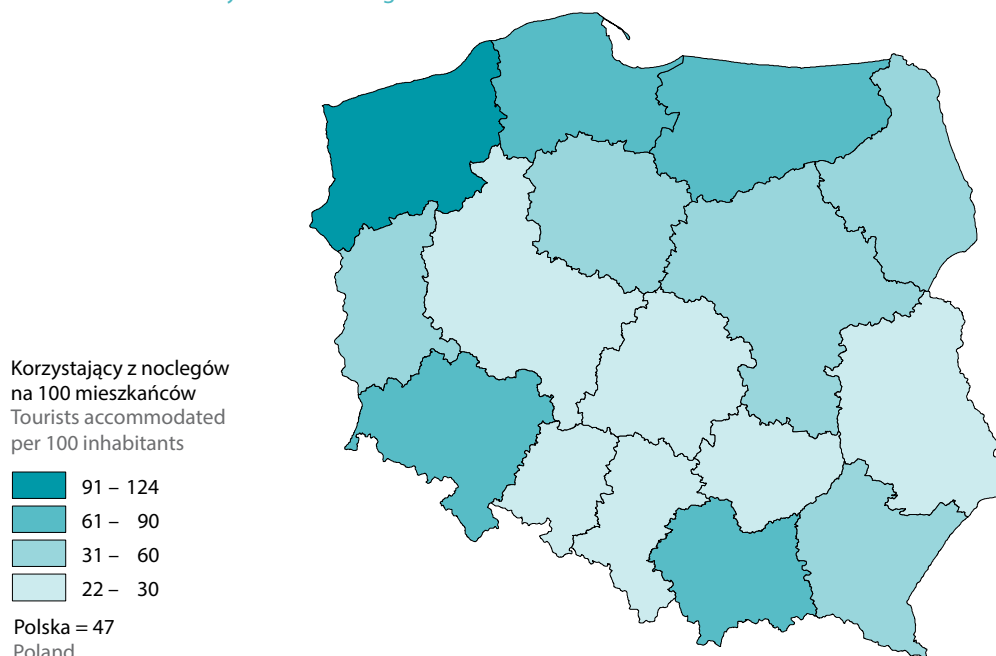 Korzystający z noclegów
na 100 mieszkańców
Tourists accommodated
per 100 inhabitants
91 – 124
61 – 90
31 – 60
22 – 30
Polska = 47
Poland